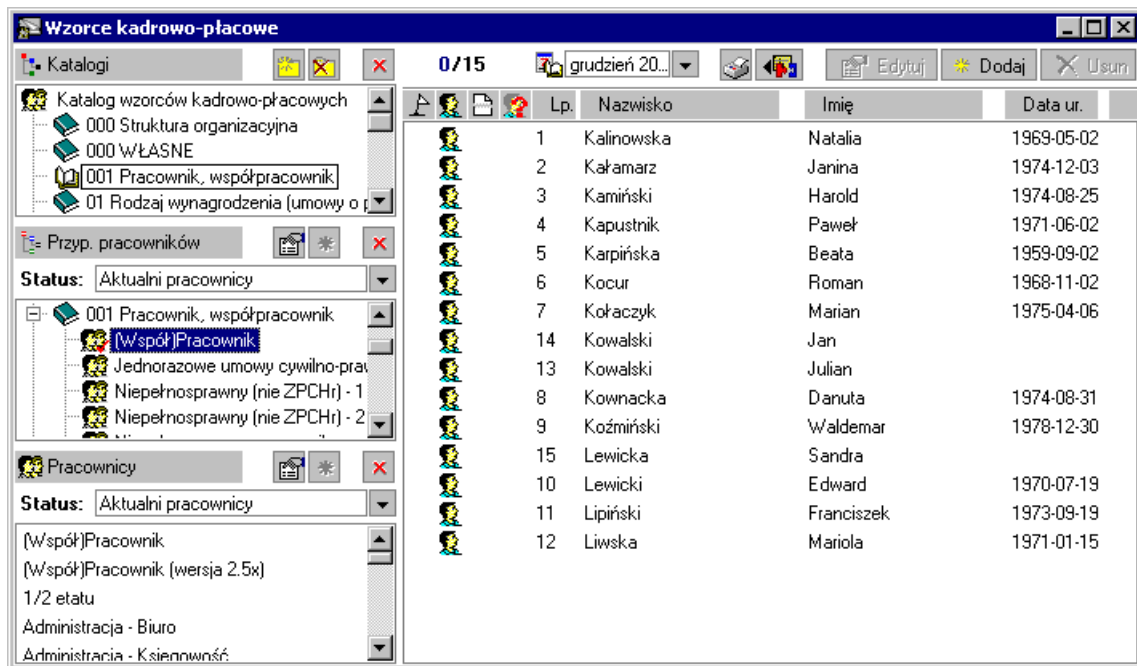 Wzorce kadrowo-płacowe
Katalogi
Katalog wzorców kadrowo-płacowych
000 Struktura organizacyjna
000 WŁASNE
001 Pracownik, współpracownik
01 Rodzaj wynagrodzenia (umowy o p
Przyp. pracowników
Status: Aktualni pracownicy
001 Pracownik, współpracownik
(Współ)Pracownik
Jednorazowe umowy cywilno-praw
Niepełnosprawny (nie ZPCHr) - 1
Niepełnosprawny (nie ZPCHr) - 2
Pracownicy
Status: Aktualni pracownicy
(Współ)Pracownik
(Współ)Pracownik (wersja 2.5x)
1/2 etatu
Administracja - Biuro
Administracja - Księgowość
0/15 grudzień 20... Edytuj Dodaj Usun
Lp. Nazwisko Imię Data ur.
1 Kalinowska Natalia 1969-05-02
2 Kałamarz Janina 1974-12-03
3 Kamiński Harold 1974-08-25
4 Kapustnik Paweł 1971-06-02
5 Karpińska Beata 1959-09-02
6 Kocur Roman 1968-11-02
7 Kołaczyk Marian 1975-04-06
14 Kowalski Jan
13 Kowalski Julian
8 Kownacka Danuta 1974-08-31
9 Koźmiński Waldemar 1978-12-30
15 Lewicka Sandra
10 Lewicki Edward 1970-07-19
11 Lipiński Franciszek 1973-09-19
12 Liwska Mariola 1971-01-15